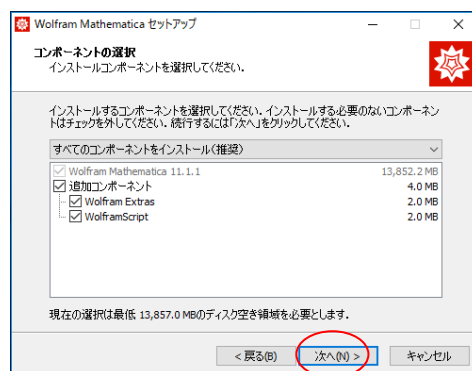 Wolfram Mathematica セットアップ
コンポーネントの選択
インストールコンポーネントを選択してください.
インストールするコンポーネントを選択してください. インストールする必要のないコンポーネン
トはチェックを外してください. 続行するには「次へ」をクリックしてください.
すべてのコンポーネントをインストール(推奨)
Wolfram Mathematica 11.1.1 13,852.2 MB
追加コンポーネント 4.0 MB
Wolfram Extras 2.0 MB
WolframScript 2.0 MB
現在の選択は最低 13,857.0 MBのディスク空き領域を必要とします.
< 戻る(B) 次へ(N) > キャンセル